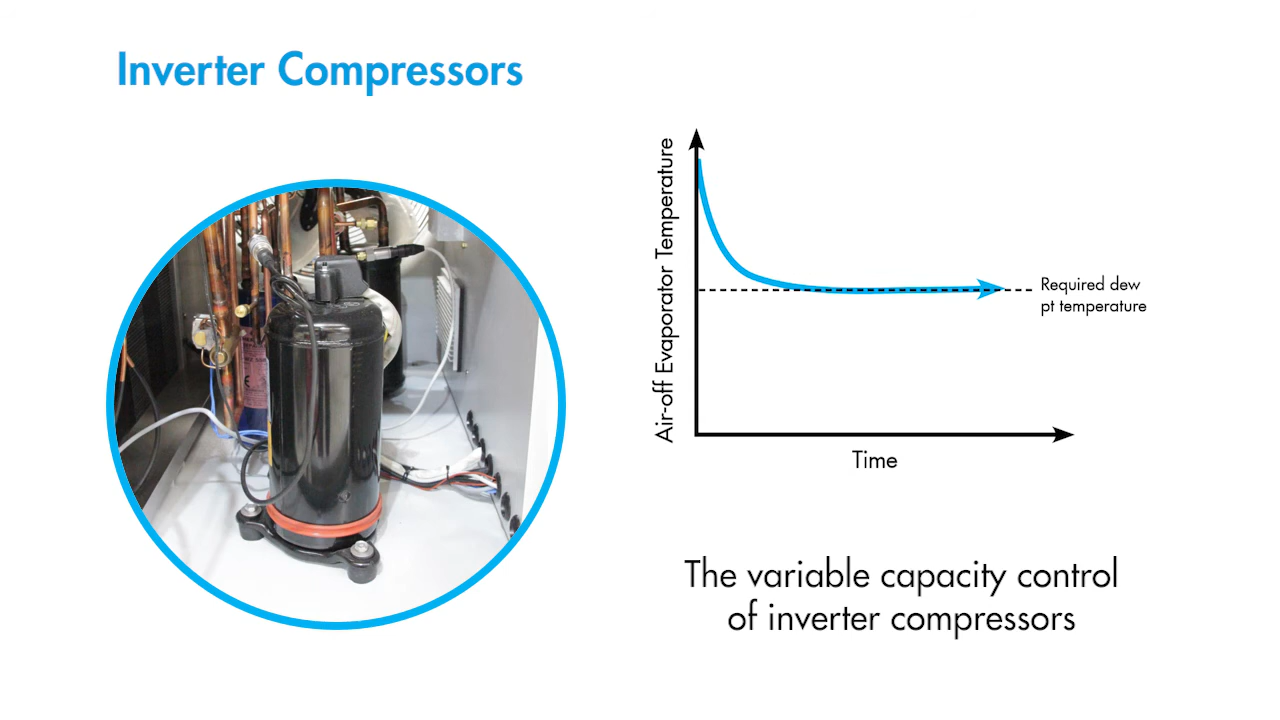 Inverter Compressors
Air-off Evaporator Temperature
Required dew
pt temperature
Time
The variable capacity control
of inverter compressors